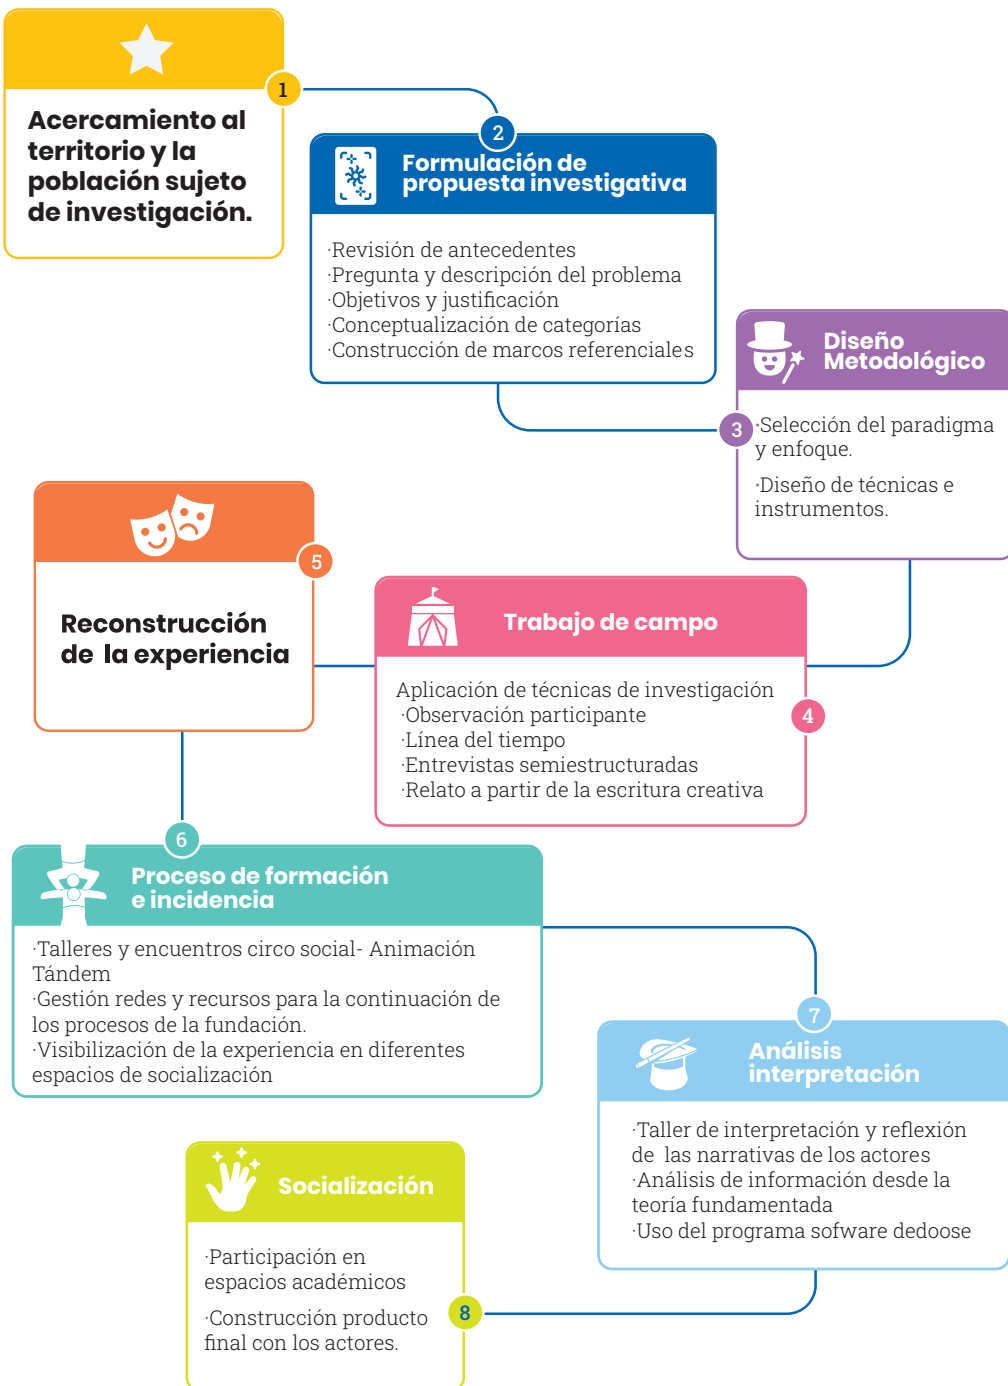 1
Acercamiento al
territorio y la
población sujeto
de investigación.
2
Formulación de
propuesta investigativa
·Revisión de antecedentes
·Pregunta y descripción del problema
·Objetivos y justificación
·Conceptualización de categorías
·Construcción de marcos referenciales
Diseño
Metodológico
3
·Selección del paradigma
y enfoque.
·Diseño de técnicas e
instrumentos.
Trabajo de campo
Aplicación de técnicas de investigación
4
·Observación participante
·Línea del tiempo
·Entrevistas semiestructuradas
·Relato a partir de la escritura creativa
5
Reconstrucción
de la experiencia
6
Proceso de formación
e incidencia
·Talleres y encuentros circo social- Animación
Tándem
·Gestión redes y recursos para la continuación de
los procesos de la fundación.
·Visibilización de la experiencia en diferentes
espacios de socialización
7
Análisis
interpretación
·Taller de interpretación y reflexión
de las narrativas de los actores
·Análisis de información desde la
teoría fundamentada
·Uso del programa sofware dedoose
Socialización
·Participación en
espacios académicos
8
·Construcción producto
final con los actores.